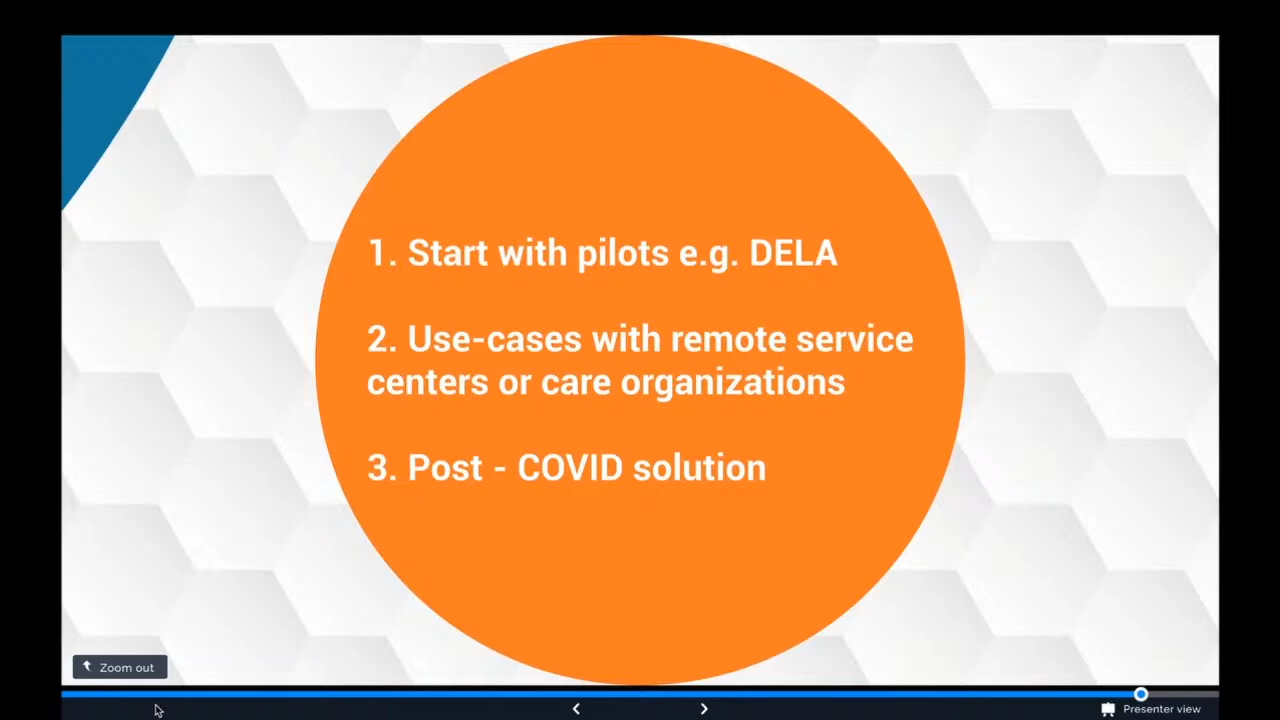 1. Start with pilots e.g. DELA
2. Use-cases with remote service
centers or care organizations
3. Post - COVID solution
Zoom out
Presenter view